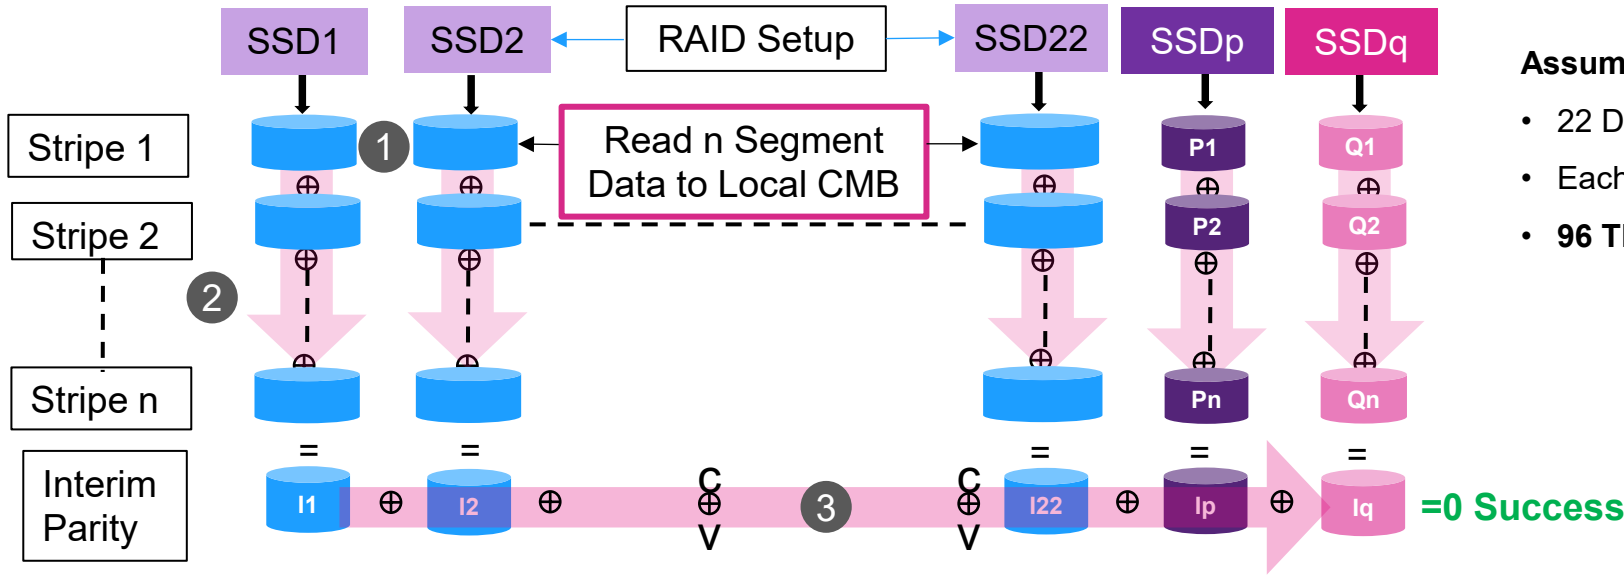 SSD1
SSD2
RAID Setup
SSD22
SSDp
SSDq
Stripe 1
1
Read n Segment
Data to Local CMB
P1
Q1
Stripe 2
P2
Q2
2
Stripe n
Pn
Qn
= = = = =
Interim
Parity
I1
⊕
I2
⊕
C
⊕
V
3
C
⊕
V
I22
⊕
Ip
⊕
Iq
=0 Success
• 22
• Each
• 96